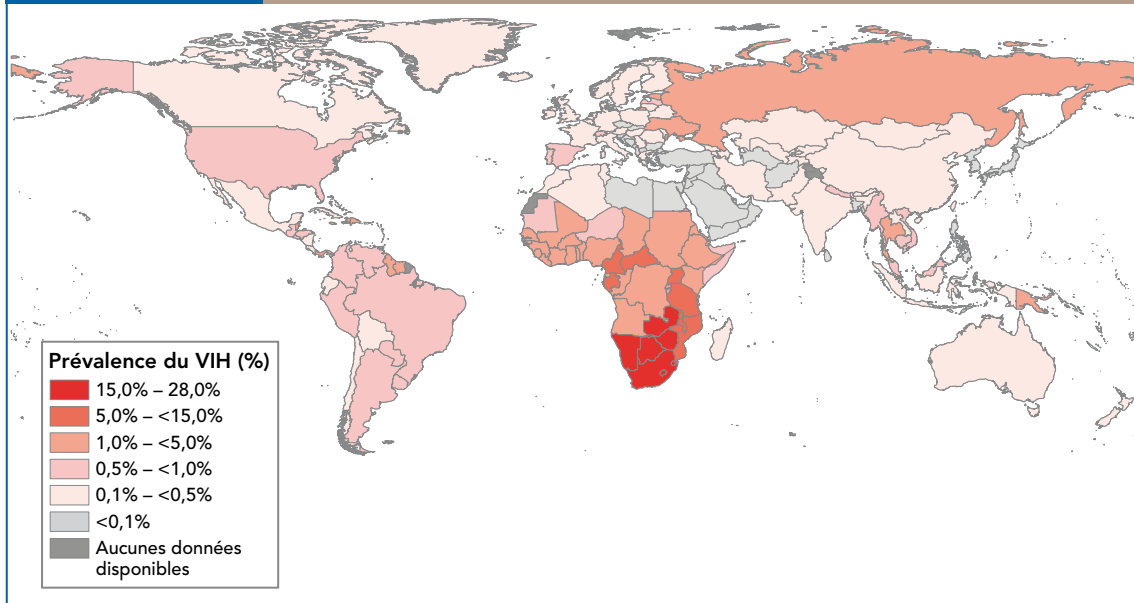 Prévalence du VIH (%)
15,0% – 28,0%
5,0% – <15,0%
1,0% – <5,0%
0,5% – <1,0%
0,1% – <0,5%
<0,1%
Aucunes données
disponibles